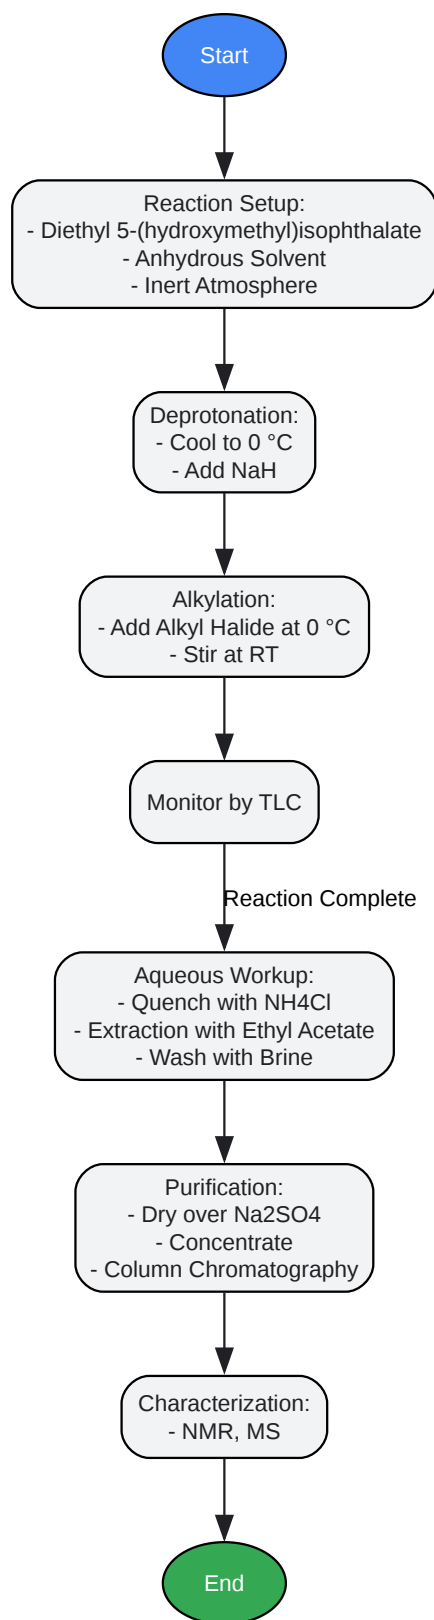 Start
Reaction Setup:
- Diethyl 5-(hydroxymethyl)isophthalate
- Anhydrous Solvent
- Inert Atmosphere
Deprotonation:
- Cool to 0 °C
- Add NaH
Alkylation:
- Add Alkyl Halide at 0 °C
- Stir at RT
Monitor by TLC
Reaction Complete
Aqueous Workup:
- Quench with NH4Cl
- Extraction with Ethyl Acetate
- Wash with Brine
Purification:
- Dry over Na2SO4
- Concentrate
- Column Chromatography
Characterization:
- NMR, MS
End